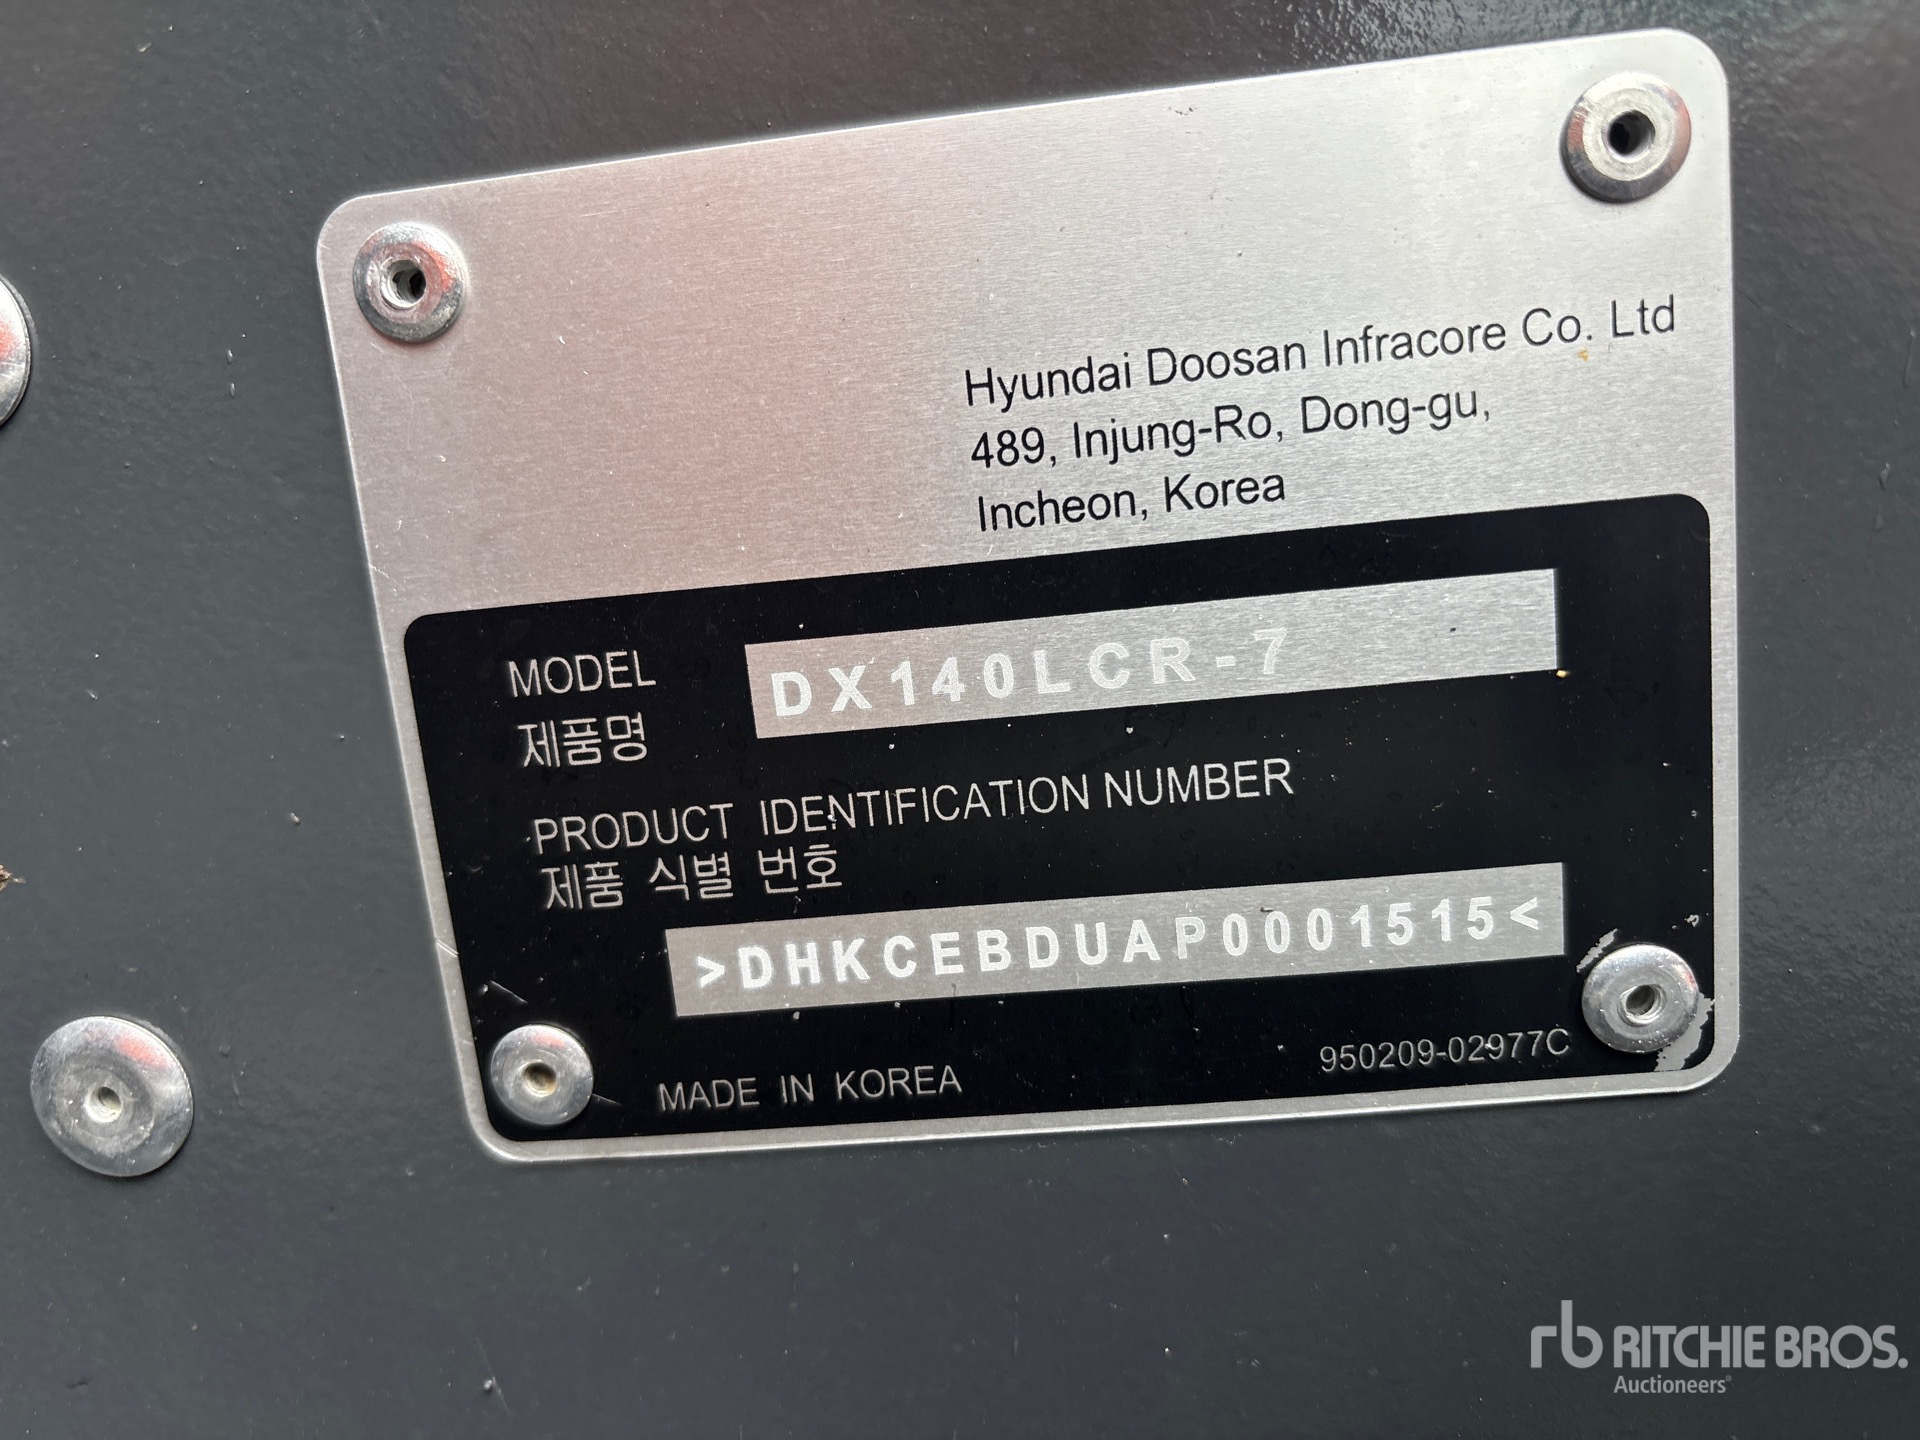 Hyundai Doosan Infracore Co. Ltd
489, Injung-Ro, Dong-gu,
Incheon, Korea
MODEL
제품명
DX140LCR-7
PRODUCT IDENTIFICATION NUMBER
제품 식별 번호
>DHKCEBDUAP0001515<
MADE IN KOREA
950209-02977C
rb RITCHIE BROS.
Auctioneers